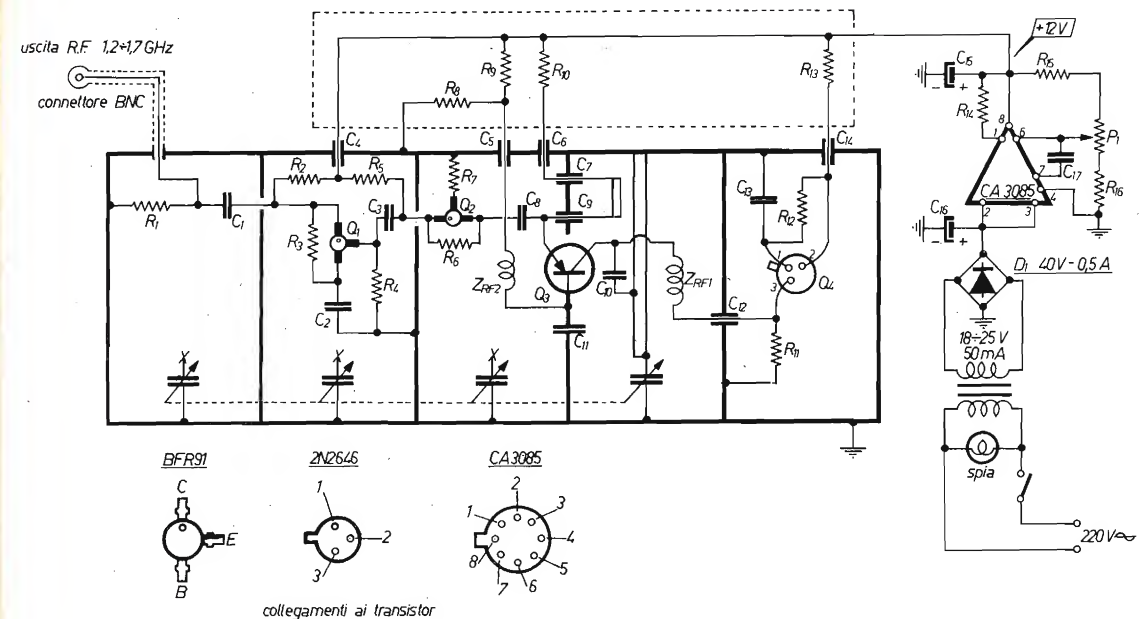 uscita R.F. 1,2÷1,7 GHz
connettore BNC
+12V
R9
R10
R13
C15
R15
R8
R14
8
1
6
P1
C4
C5
C6
C14
C17
7
4
CA 3085
R16
R2
R5
R7
C7
C13
R12
C16
2
3
- +
- +
R1
C1
C3
Q2
C8
C9
R3
Q1
R6
1
2
3
Q4
D1 40V-0,5 A
R4
ZRF2
Q3
C10
ZRF1
C2
C11
C12
R11
18÷25 V
50mA
X
X
X
spia
BFR91
2N2646
CA3085
C
E
B
1
2
3
1
2
3
4
5
6
7
8
220V~
collegamenti ai transistor